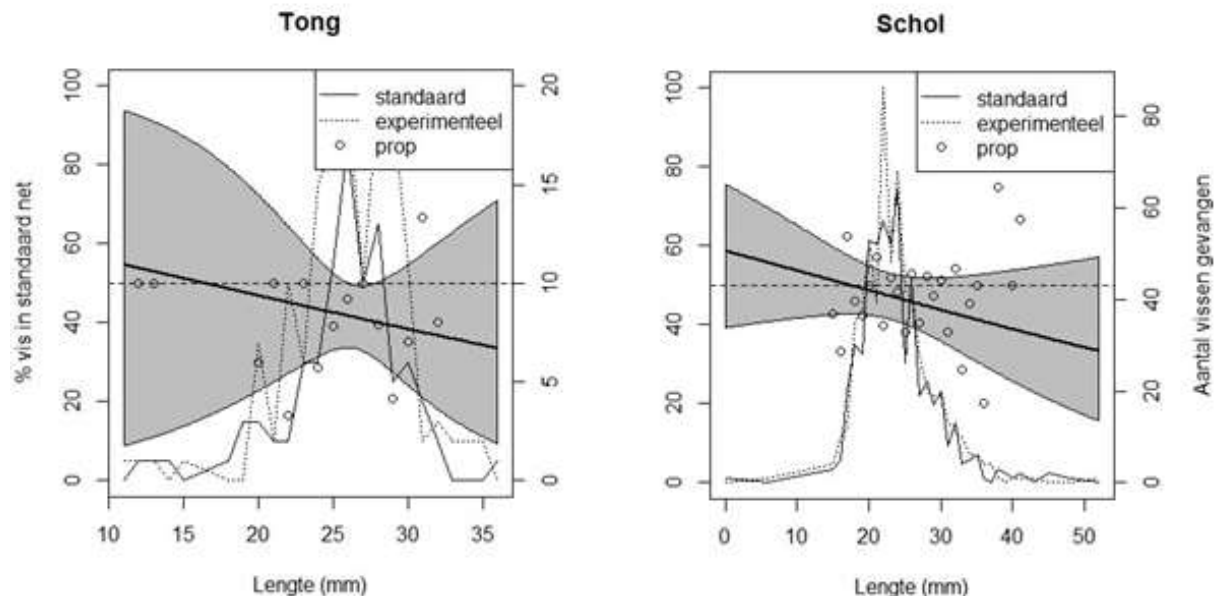 Tong
Schol
% vis in standaard net
0 20 40 60 80 100
standaard
experimenteel
prop
0 5 10 15 20
10 15 20 25 30 35
Lengte (mm)
0 20 40 60 80 100
standaard
experimenteel
prop
0 20 40 60 80
Aantal vissen gevangen
0 10 20 30 40 50
Lengte (mm)